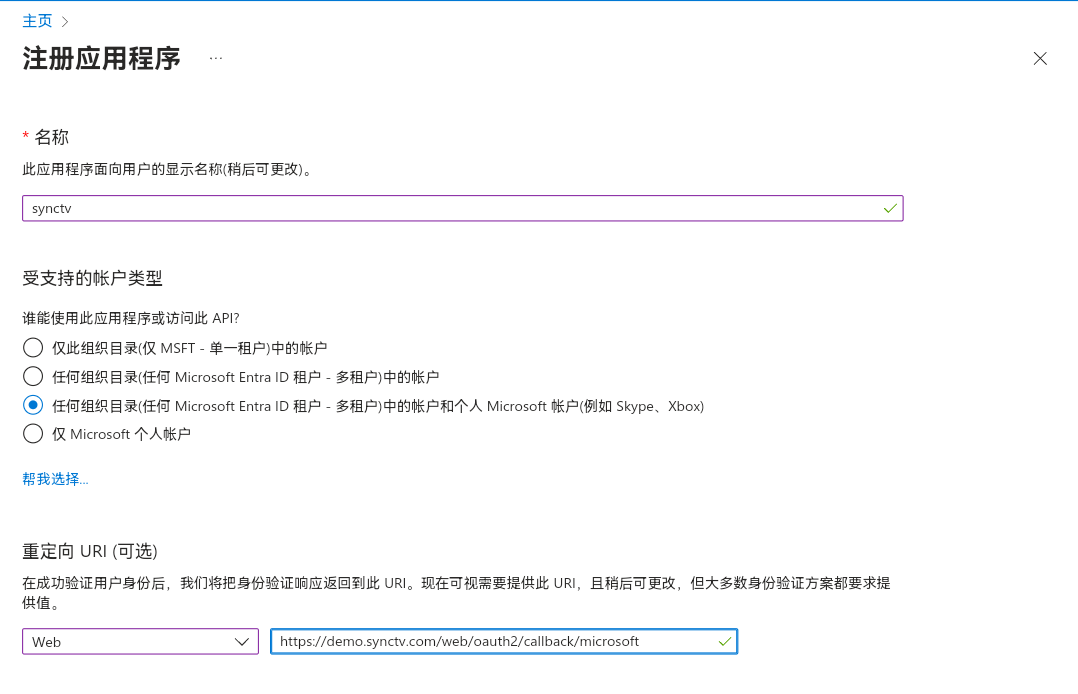 主页
注册应用程序 ...
* 名称
此应用程序面向用户的显示名称(稍后可更改)。
synctv
受支持的帐户类型
谁能使用此应用程序或访问此 API?
仅此组织目录(仅 MSFT - 单一租户)中的帐户
任何组织目录(任何 Microsoft Entra ID 租户 - 多租户)中的帐户
任何组织目录(任何 Microsoft Entra ID 租户 - 多租户)中的帐户和个人 Microsoft 帐户(例如 Skype、Xbox)
仅 Microsoft 个人帐户
帮我选择...
重定向 URI (可选)
在成功验证用户身份后，我们将把身份验证响应返回到此 URI。现在可视需要提供此 URI，且稍后可更改，但大多数身份验证方案都要求提
供值。
Web
https://demo.synctv.com/web/oauth2/callback/microsoft